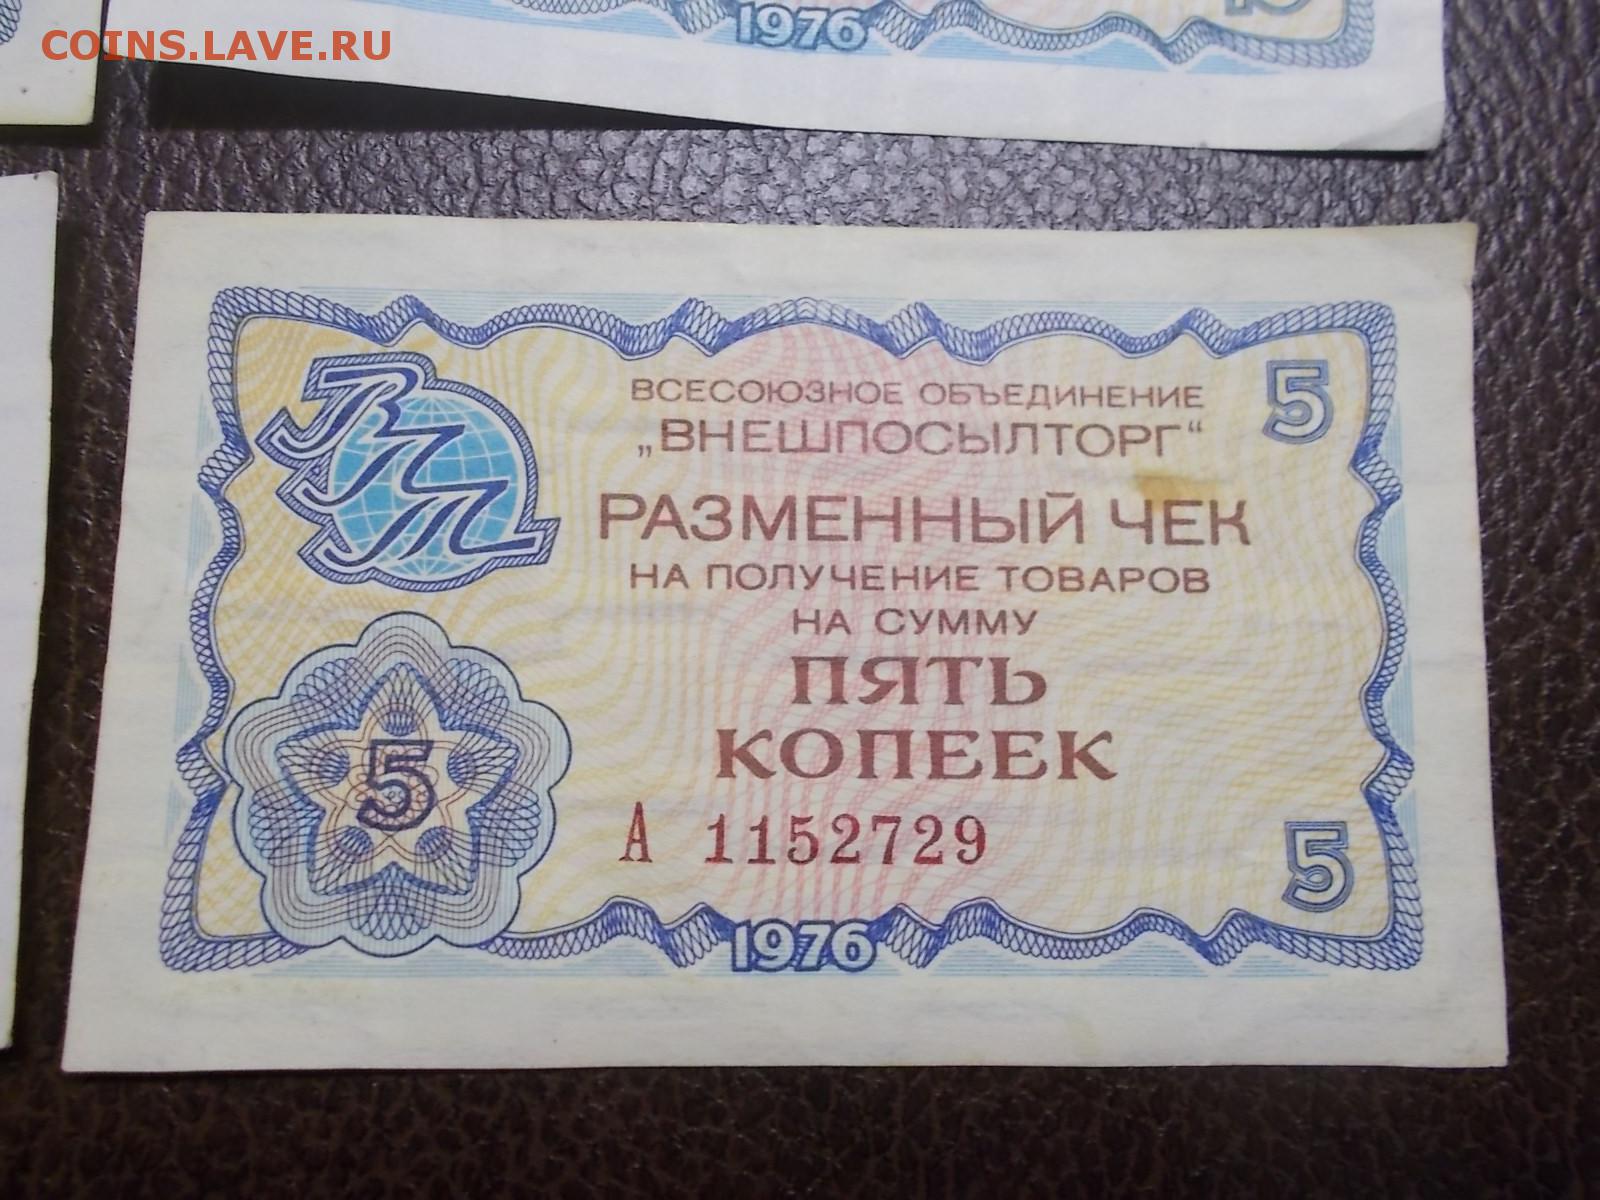 COINS.LAVE.RU
1976
ВПТ
ВСЕСОЮЗНОЕ ОБЪЕДИНЕНИЕ
„ВНЕШПОСЫЛТОРГ“
5
РАЗМЕННЫЙ ЧЕК
НА ПОЛУЧЕНИЕ ТОВАРОВ
НА СУММУ
ПЯТЬ
КОПЕЕК
5
А 1152729
5
1976